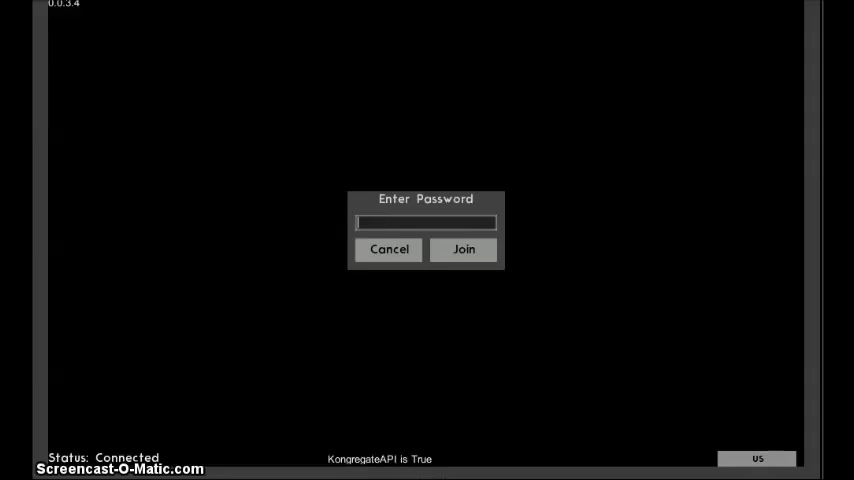 0.0.3.4
Enter Password
Cancel Join
Status: Connected
KongregateAPI is True
US
Screencast-O-Matic.com